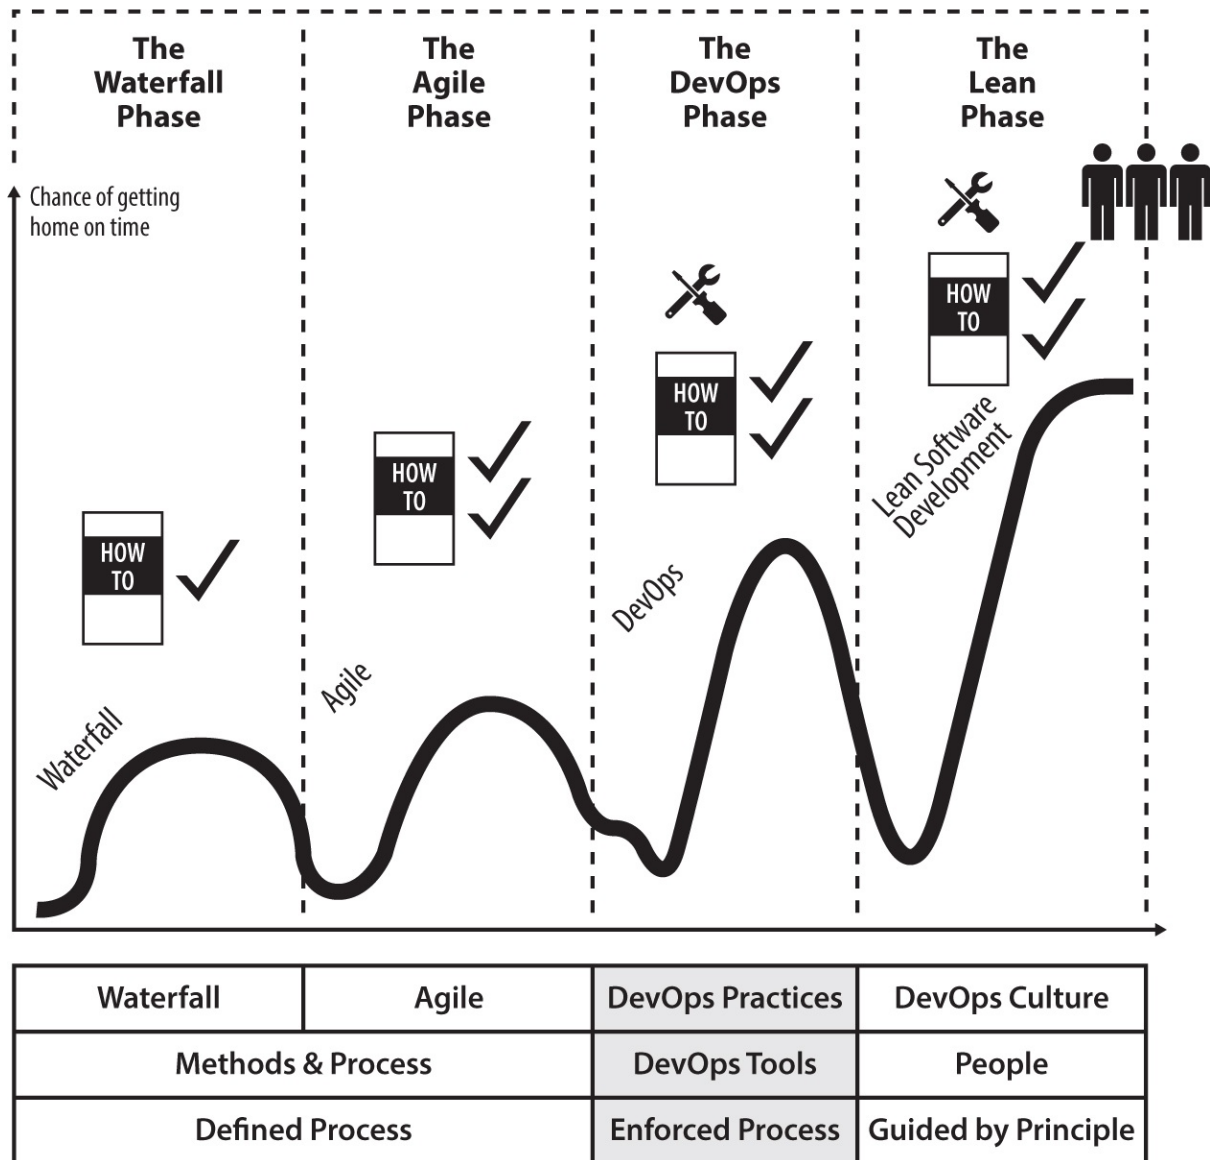 The
Waterfall
Phase
The
Agile
Phase
The
DevOps
Phase
The
Lean
Phase
Chance of getting
home on time
HOW
TO
HOW
TO
HOW
TO
HOW
TO
Waterfall
Agile
DevOps
Lean Software
Development
Waterfall
Agile
DevOps Practices
DevOps Culture
Methods & Process
DevOps Tools
People
Defined Process
Enforced Process
Guided by Principle